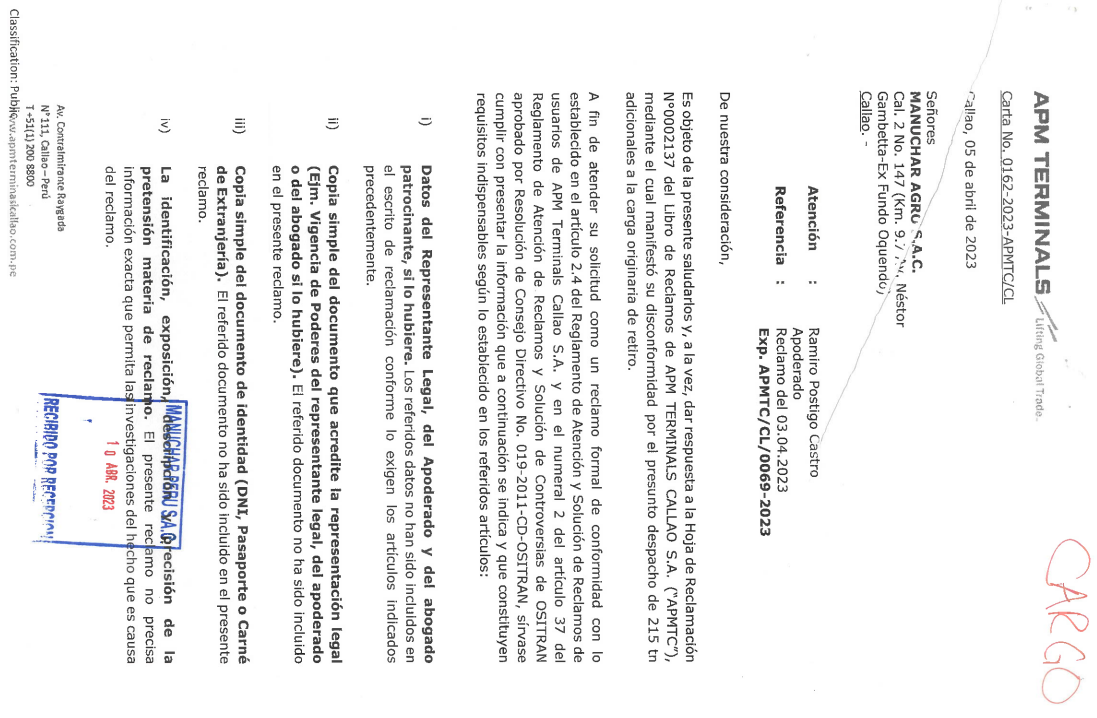 CARGO
APM TERMINALS
Lifting Global Trade.
Carta No. 0162-2023-APMTC/CL
Callao, 05 de abril de 2023
Señores
MANUCHAR AGRO S.A.C.
Cal. 2 No. 147 (Km. 9.7 Av. Néstor
Gambetta-Ex Fundo Oquendo)
Callao. -
Atención : Ramiro Postigo Castro
Apoderado
Referencia : Reclamo del 03.04.2023
Exp. APMTC/CL/0069-2023
De nuestra consideración,
Es objeto de la presente saludarlos y, a la vez, dar respuesta a la Hoja de Reclamación
N°0002137 del Libro de Reclamos de APM TERMINALS CALLAO S.A. ("APMTC"),
mediante el cual manifestó su disconformidad por el presunto despacho de 215 tn
adicionales a la carga originaria de retiro.
A fin de atender su solicitud como un reclamo formal de conformidad con lo
establecido en el artículo 2.4 del Reglamento de Atención y Solución de Reclamos de
usuarios de APM Terminals Callao S.A. y en el numeral 2 del artículo 37 del
Reglamento de Atención de Reclamos y Solución de Controversias de OSITRAN
aprobado por Resolución de Consejo Directivo No. 019-2011-CD-OSITRAN, sírvase
cumplir con presentar la información que a continuación se indica y que constituyen
requisitos indispensables según lo establecido en los referidos artículos:
i) Datos del Representante Legal, del Apoderado y del abogado
patrocinante, si lo hubiere. Los referidos datos no han sido incluidos en
el escrito de reclamación conforme lo exigen los artículos indicados
precedentemente.
ii) Copia simple del documento que acredite la representación legal
(Ejm. Vigencia de Poderes del representante legal, del apoderado
o del abogado si lo hubiere). El referido documento no ha sido incluido
en el presente reclamo.
iii) Copia simple del documento de identidad (DNI, Pasaporte o Carné
de Extranjería). El referido documento no ha sido incluido en el presente
reclamo.
iv) La identificación, exposición, descripción y precisión de la
pretensión materia de reclamo. El presente reclamo no precisa
información exacta que permita las investigaciones del hecho que es causa
del reclamo.
MANUCHAR PERU S.A.C.
10 ABR. 2023
RECIBIDO POR RECEPCION
Av. Contralmirante Raygada
N° 111, Callao – Perú
T +51(1) 200 8800
www.apmterminalscallao.com.pe
Classification: Public